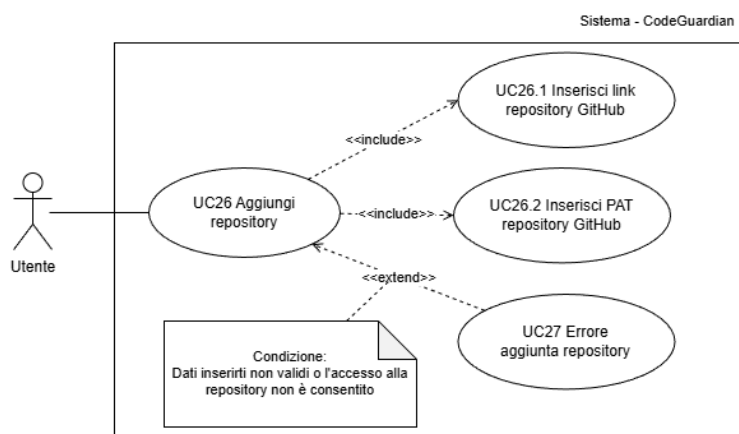 Sistema - CodeGuardian
UC26.1 Inserisci link
repository GitHub
<<include>>
UC26 Aggiungi
repository
<<include>>
UC26.2 Inserisci PAT
repository GitHub
Utente
<<extend>>
UC27 Errore
aggiunta repository
Condizione:
Dati inserirti non validi o l'accesso alla
repository non è consentito